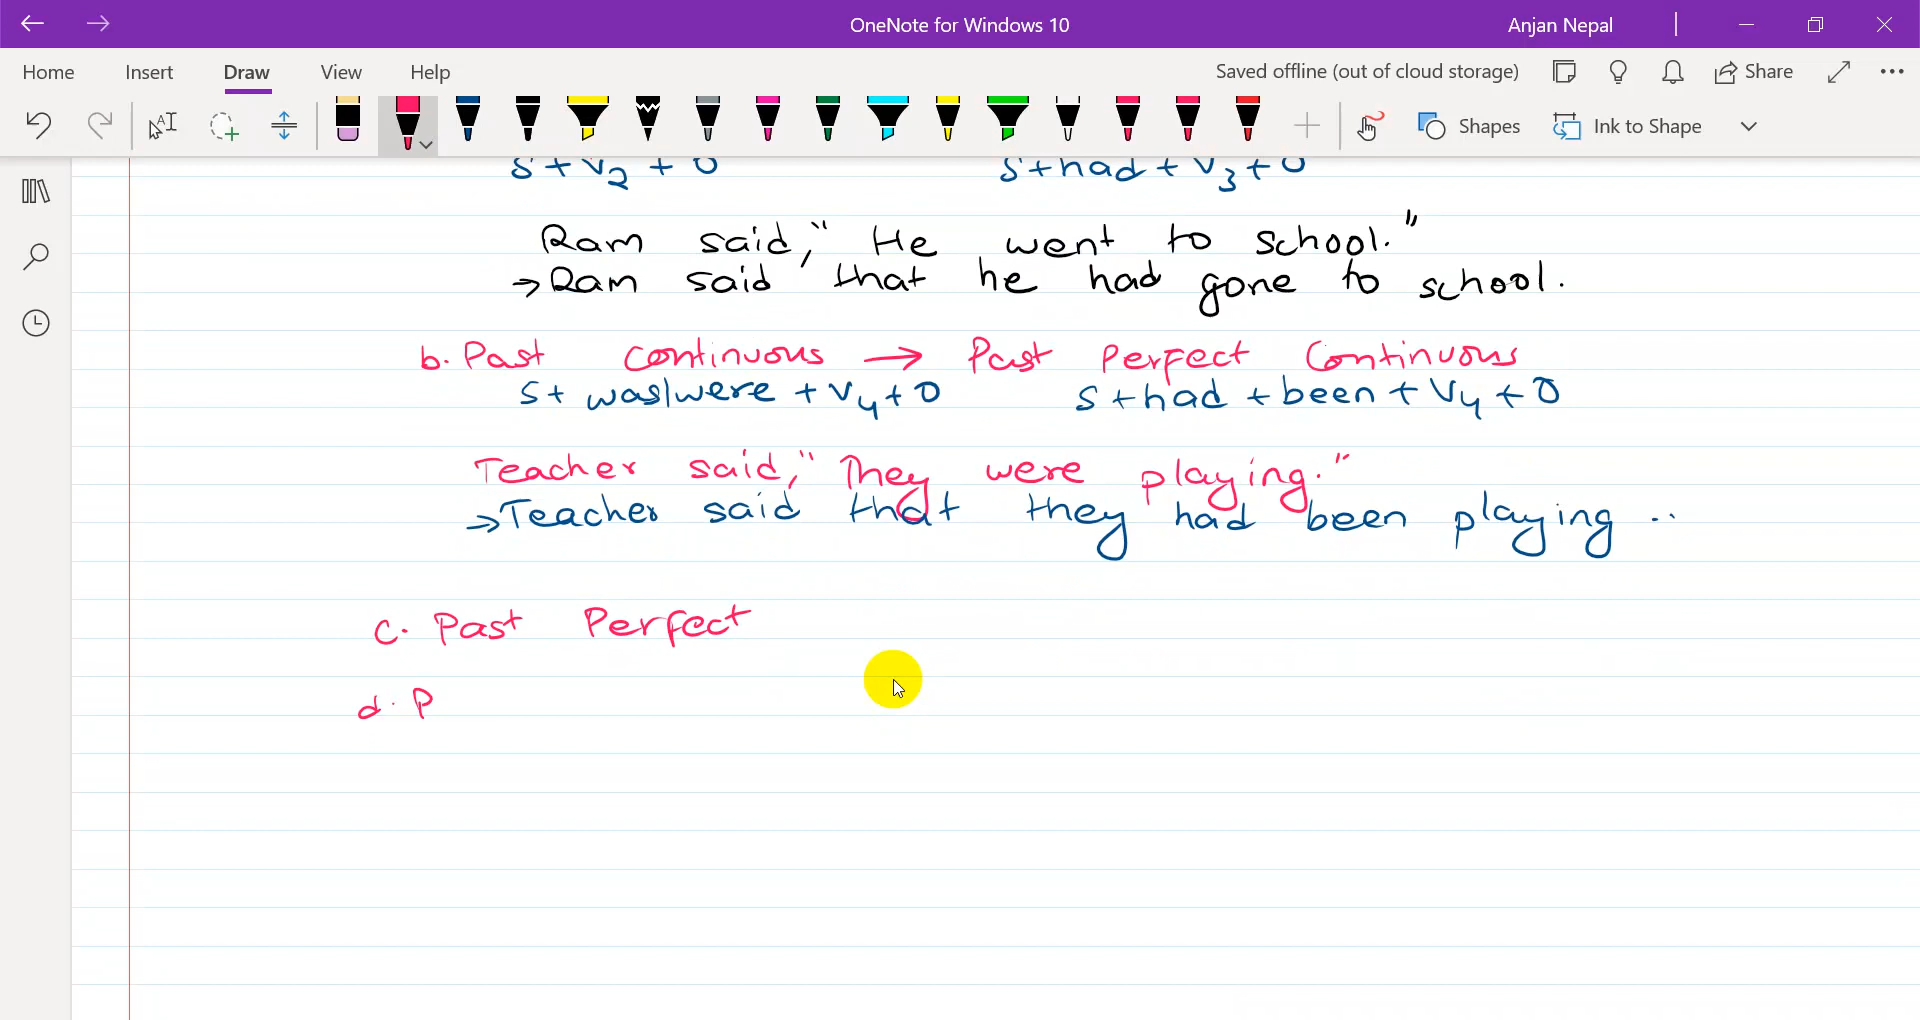 OneNote for Windows 10
Anjan Nepal
Home Insert Draw View Help
Saved offline (out of cloud storage)
Share
Shapes
Ink to Shape
S + V2 + O S + had + V3 + O
Ram said, " He went to school."
→ Ram said that he had gone to school.
b. Past Continuous → Past Perfect Continuous
S + was/were + V4 + O S + had + been + V4 + O
Teacher said, " They were playing."
→ Teacher said that they had been playing ..
c. Past Perfect
d. P